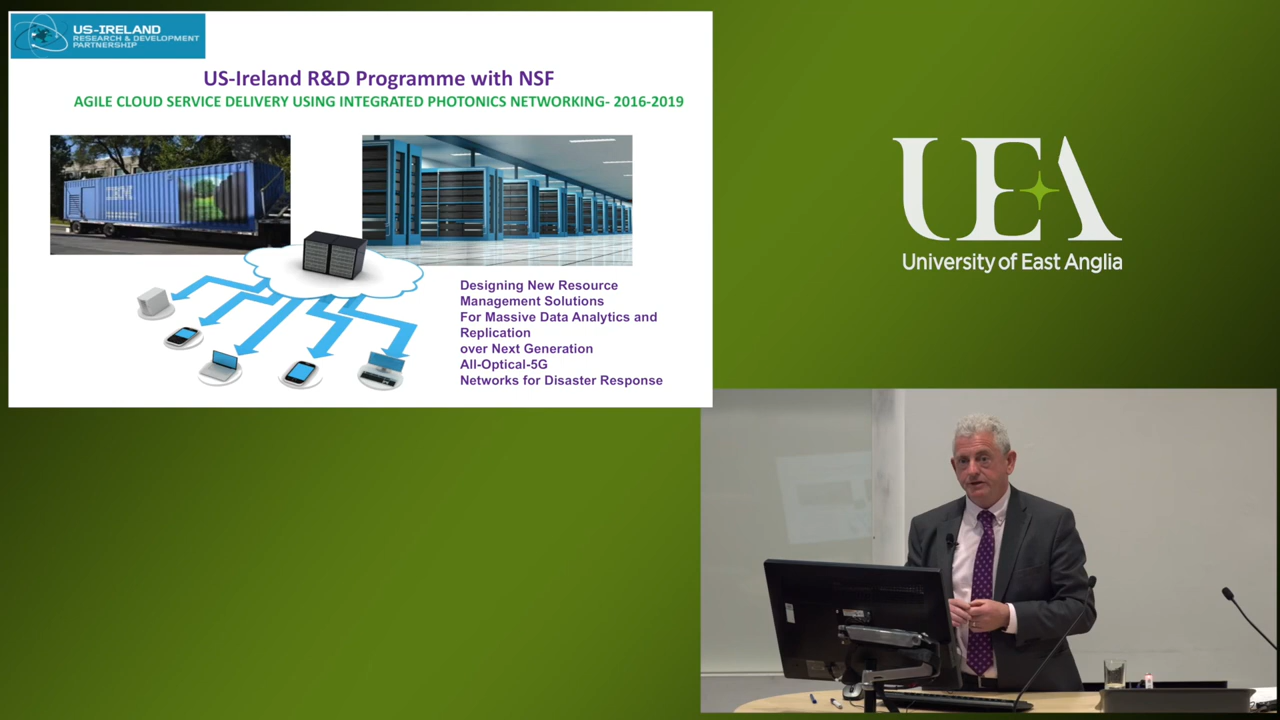 US-IRELAND
RESEARCH & DEVELOPMENT
PARTNERSHIP
US-Ireland R&D Programme with NSF
AGILE CLOUD SERVICE DELIVERY USING INTEGRATED PHOTONICS NETWORKING- 2016-2019
IBM
Designing New Resource
Management Solutions
For Massive Data Analytics and
Replication
over Next Generation
All-Optical-5G
Networks for Disaster Response
UEA
University of East Anglia